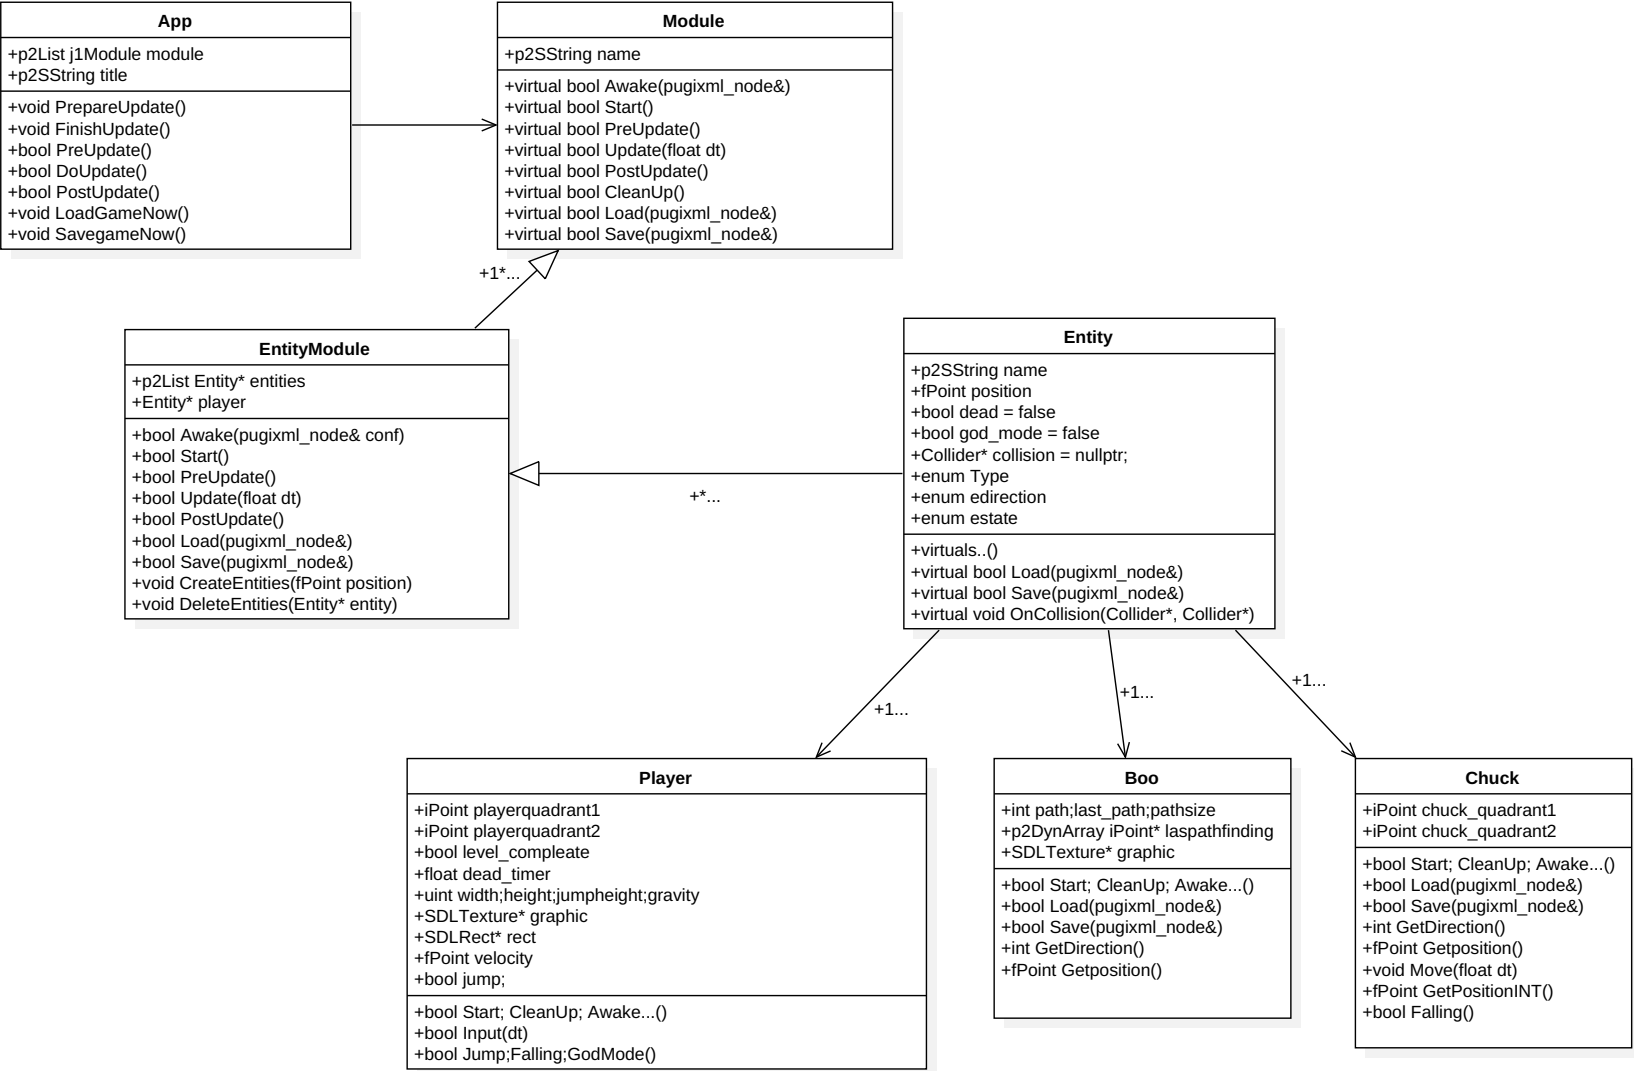 App
+p2List j1Module module
+p2SString title
+void PrepareUpdate()
+void FinishUpdate()
+bool PreUpdate()
+bool DoUpdate()
+bool PostUpdate()
+void LoadGameNow()
+void SavegameNow()
Module
+p2SString name
+virtual bool Awake(pugixml_node&)
+virtual bool Start()
+virtual bool PreUpdate()
+virtual bool Update(float dt)
+virtual bool PostUpdate()
+virtual bool CleanUp()
+virtual bool Load(pugixml_node&)
+virtual bool Save(pugixml_node&)
+1*...
EntityModule
+p2List Entity* entities
+Entity* player
+bool Awake(pugixml_node& conf)
+bool Start()
+bool PreUpdate()
+bool Update(float dt)
+bool PostUpdate()
+bool Load(pugixml_node&)
+bool Save(pugixml_node&)
+void CreateEntities(fPoint position)
+void DeleteEntities(Entity* entity)
+*...
Entity
+p2SString name
+fPoint position
+bool dead = false
+bool god_mode = false
+Collider* collision = nullptr;
+enum Type
+enum edirection
+enum estate
+virtuals..()
+virtual bool Load(pugixml_node&)
+virtual bool Save(pugixml_node&)
+virtual void OnCollision(Collider*, Collider*)
+1...
+1...
+1...
Player
+iPoint playerquadrant1
+iPoint playerquadrant2
+bool level_compleate
+float dead_timer
+uint width;height;jumpheight;gravity
+SDLTexture* graphic
+SDLRect* rect
+fPoint velocity
+bool jump;
+bool Start; CleanUp; Awake...()
+bool Input(dt)
+bool Jump;Falling;GodMode()
Boo
+int path;last_path;pathsize
+p2DynArray iPoint* laspathfinding
+SDLTexture* graphic
+bool Start; CleanUp; Awake...()
+bool Load(pugixml_node&)
+bool Save(pugixml_node&)
+int GetDirection()
+fPoint Getposition()
Chuck
+iPoint chuck_quadrant1
+iPoint chuck_quadrant2
+bool Start; CleanUp; Awake...()
+bool Load(pugixml_node&)
+bool Save(pugixml_node&)
+int GetDirection()
+fPoint Getposition()
+void Move(float dt)
+fPoint GetPositionINT()
+bool Falling()